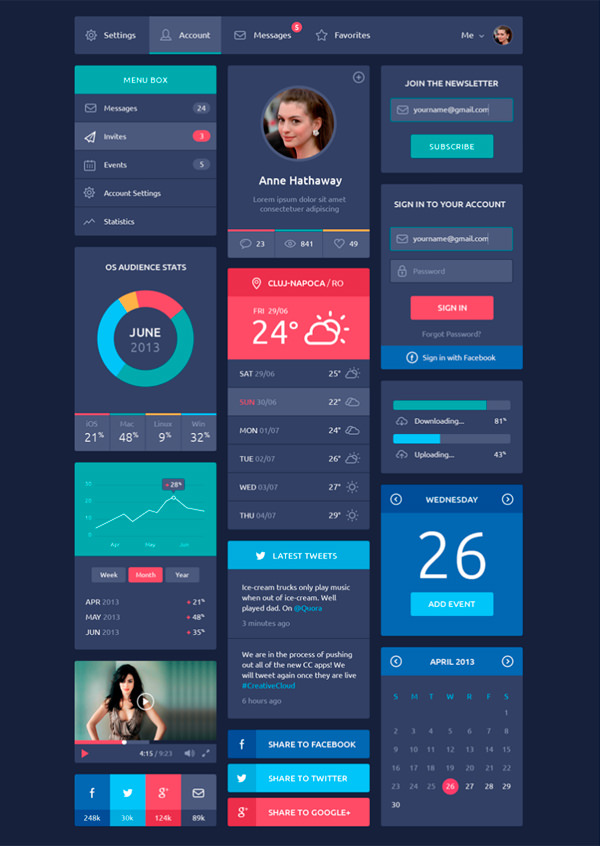 Settings
Account
Messages
5
Favorites
Me
MENU BOX
Messages 24
Invites 3
Events 5
Account Settings
Statistics
OS AUDIENCE STATS
JUNE
2013
iOS Mac Linux Win
21% 48% 9% 32%
30
20
10
0
+ 28%
Apr May Jun
Week Month Year
APR 2013 + 21%
MAY 2013 + 48%
JUN 2013 + 35%
4:15 / 9:23
f g+
248k 30k 124k 89k
Anne Hathaway
Lorem ipsum dolor sit amet
consectetuer adipiscing
23 841 49
CLUJ-NAPOCA / RO
FRI 29/06
24°
SAT 29/06 25°
SUN 30/06 22°
MON 01/07 24°
TUE 02/07 26°
WED 03/07 27°
THU 04/07 29°
LATEST TWEETS
Ice-cream trucks only play music
when out of ice-cream. Well
played dad. On @Quora
3 minutes ago
We are in the process of pushing
out all of the new CC apps! We
will tweet again once they are live
#CreativeCloud
6 hours ago
f SHARE TO FACEBOOK
SHARE TO TWITTER
g+ SHARE TO GOOGLE+
JOIN THE NEWSLETTER
yourname@gmail.com
SUBSCRIBE
SIGN IN TO YOUR ACCOUNT
yourname@gmail.com
Password
SIGN IN
Forgot Password?
f Sign in with Facebook
Downloading... 81%
Uploading... 43%
WEDNESDAY
26
ADD EVENT
APRIL 2013
S M T W T F S
1
2 3 4 5 6 7 8
9 10 11 12 13 14 15
16 17 18 19 20 21 22
23 24 25 26 27 28 29
30